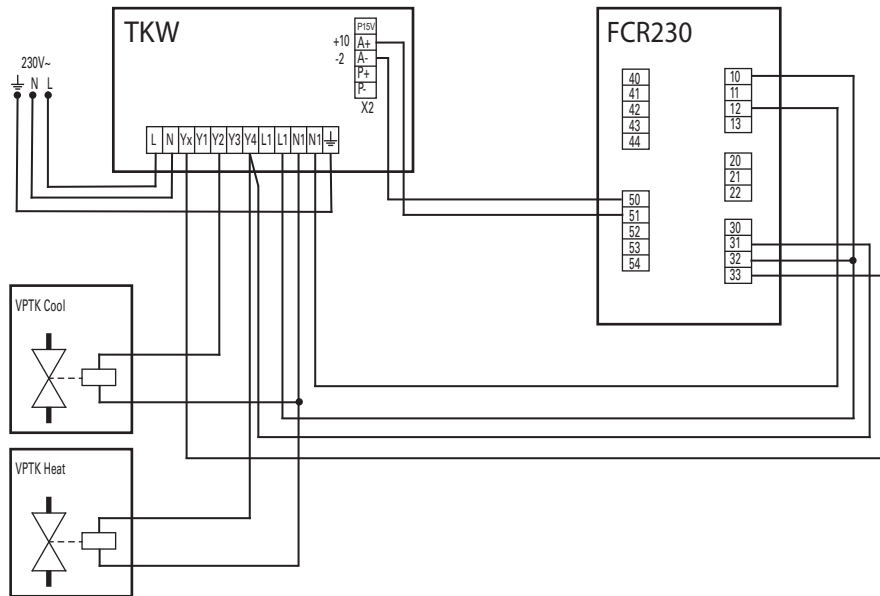 TKW
P15V
+10 A+
-2 A-
P+
P-
X2
230V~
N L
L N Yx Y1 Y2 Y3 Y4 L1 L1 N1 N1
FCR230
40
41
42
43
44
10
11
12
13
20
21
22
50
51
52
53
54
30
31
32
33
VPTK Cool
VPTK Heat